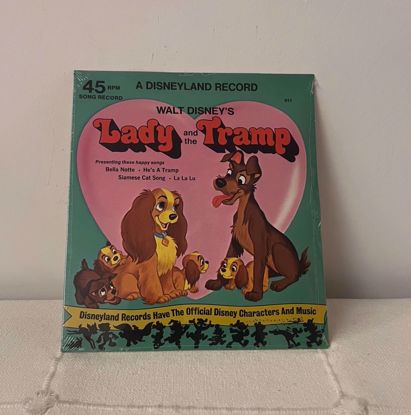 45 RPM
SONG RECORD
A DISNEYLAND RECORD
WALT DISNEY'S
Lady and the Tramp
Presenting these happy songs
Bella Notte - He's A Tramp
Siamese Cat Song - La La Lu
Disneyland Records Have The Official Disney Characters And Music